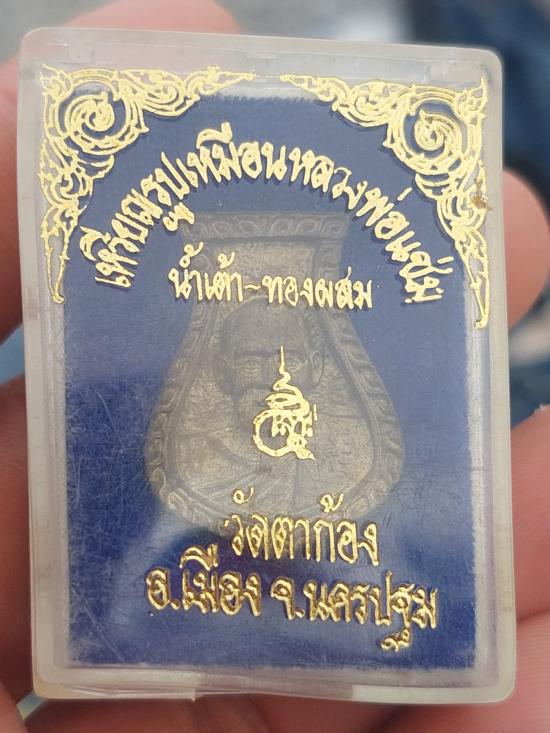 เหรียญรูปเหมือนหลวงพ่อแช่ม
น้ำเต้า~ทองผสม
วัดตาก้อง
อ.เมือง จ.นครปฐม